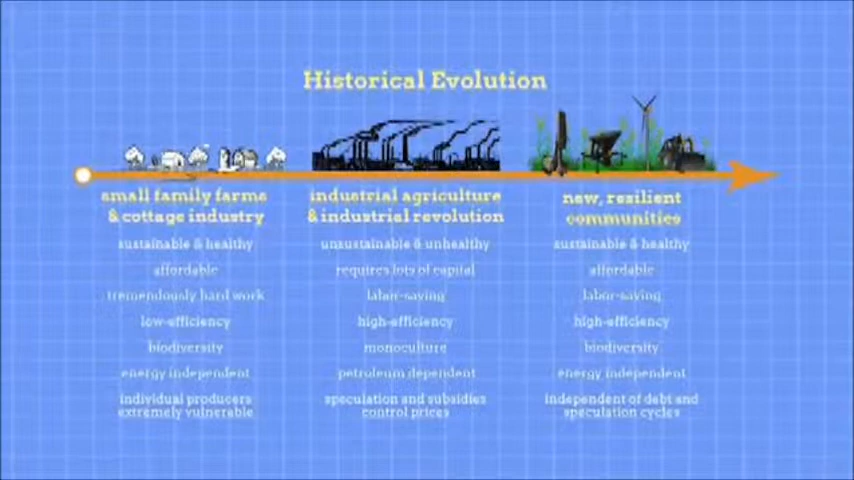 Historical Evolution
small family farms
& cottage industry
sustainable & healthy
affordable
tremendously hard work
low-efficiency
biodiversity
energy independent
individual producers
extremely vulnerable
industrial agriculture
& industrial revolution
unsustainable & unhealthy
requires lots of capital
labor-saving
high-efficiency
monoculture
petroleum dependent
speculation and subsidies
control prices
new, resilient
communities
sustainable & healthy
affordable
labor-saving
high-efficiency
biodiversity
energy independent
independent of debt and
speculation cycles